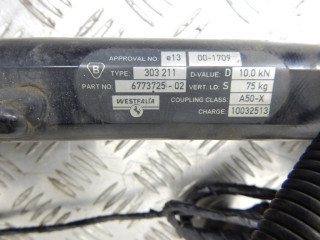 APPROVAL NO. e13 00-1709
B TYPE. 303 211 D-VALUE D 10,0 kN
PART NO. 6773725-02 VERT. LD. S 75 kg
WESTFALIA COUPLING CLASS A50-X
CHARGE 10032513